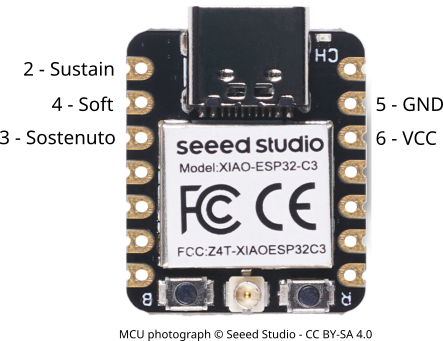 CH
2 - Sustain
4 - Soft
5 - GND
3 - Sostenuto
6 - VCC
seeed studio
Model:XIAO-ESP32-C3
FC CE
FCC:Z4T-XIAOESP32C3
B
R
MCU photograph © Seeed Studio - CC BY-SA 4.0